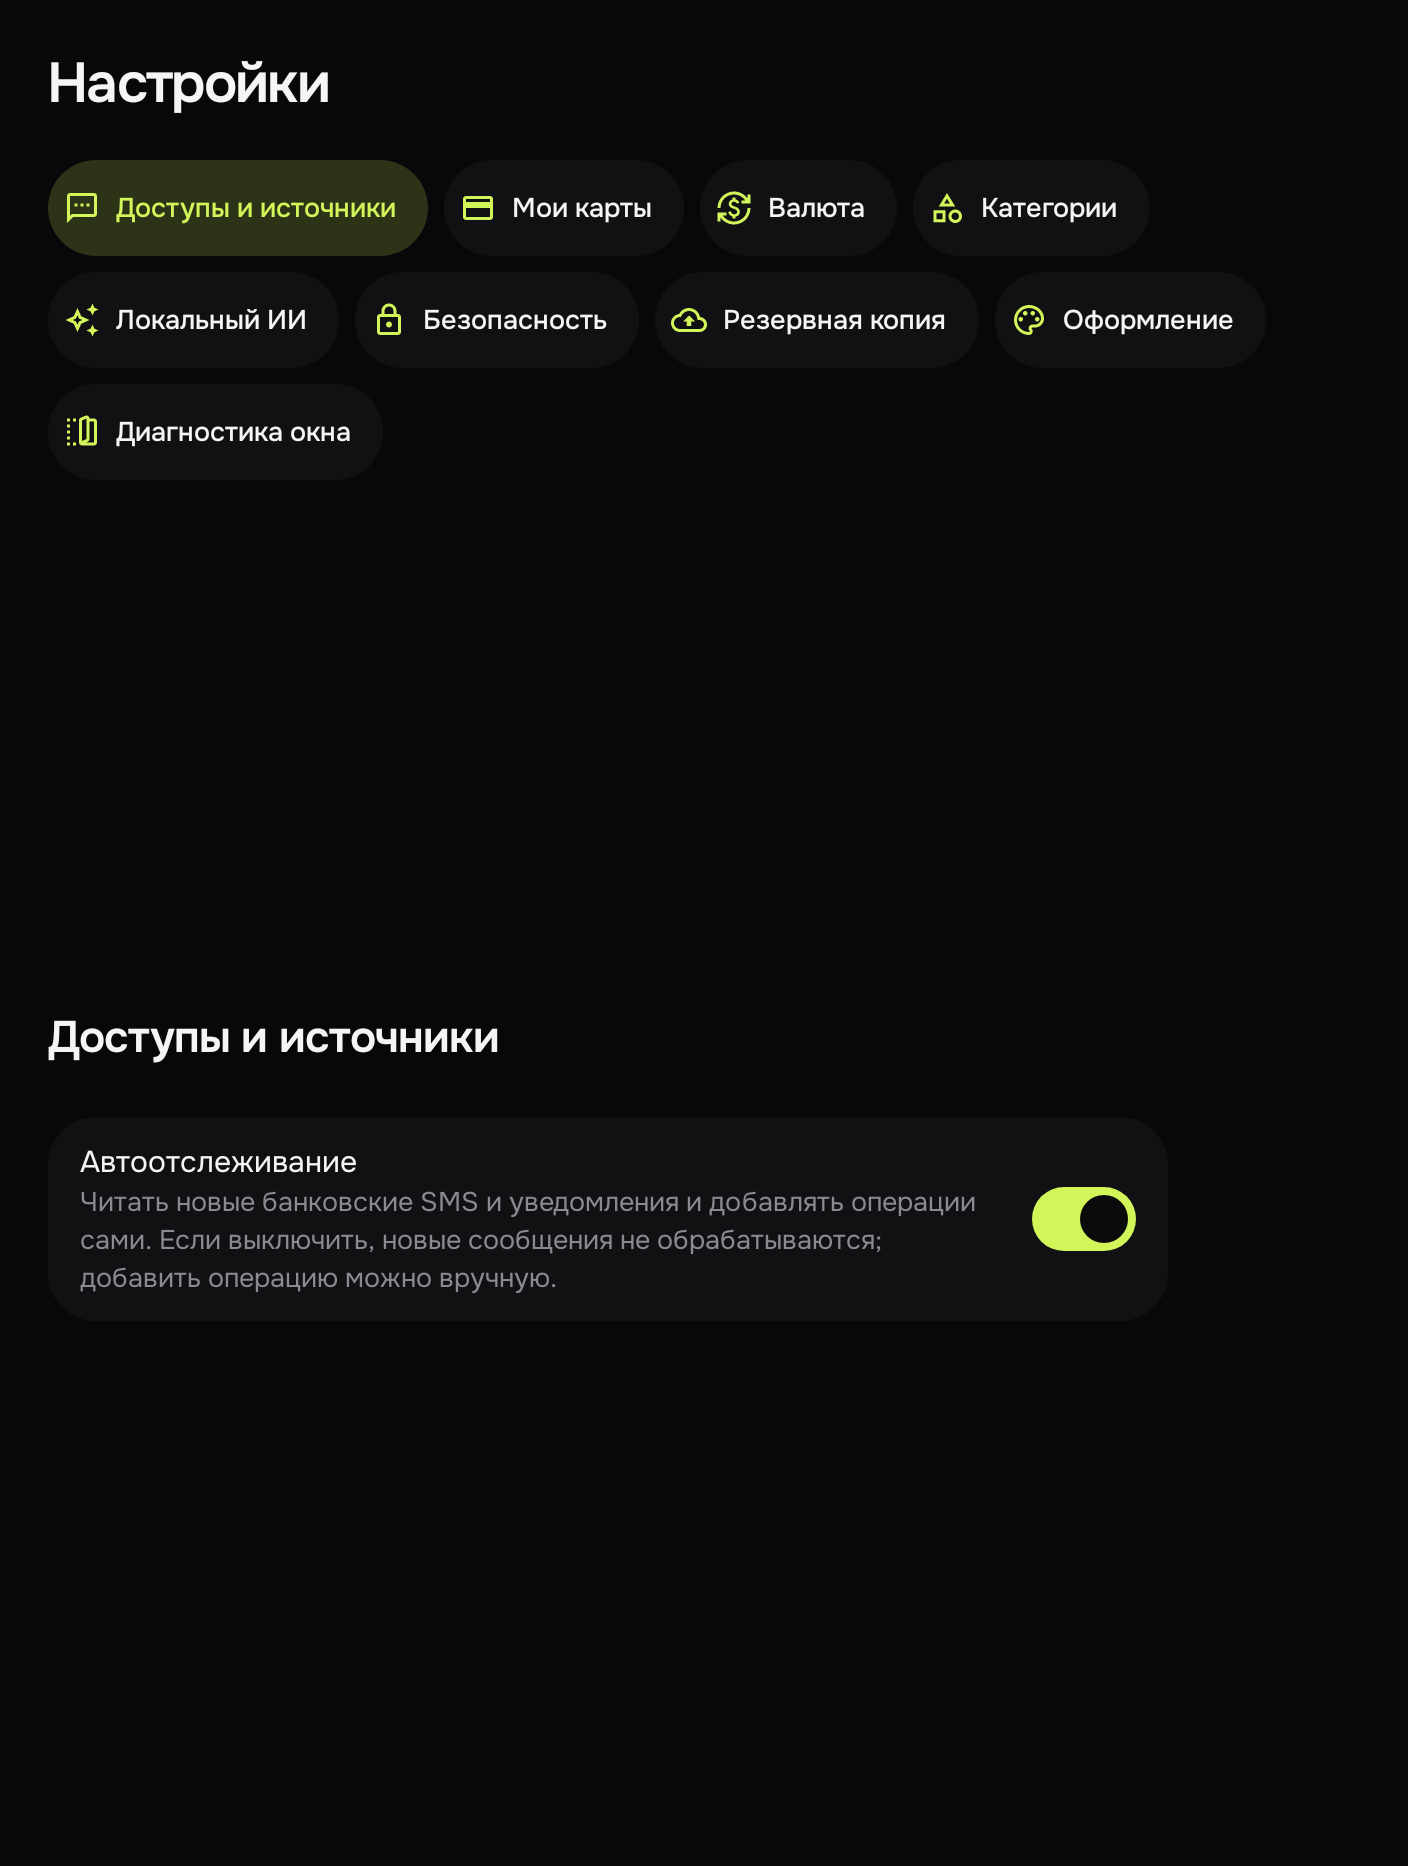 Настройки
Доступы и источники
Мои карты
Валюта
Категории
Локальный ИИ
Безопасность
Резервная копия
Оформление
Диагностика окна
Доступы и источники
Автоотслеживание
Читать новые банковские SMS и уведомления и добавлять операции
сами. Если выключить, новые сообщения не обрабатываются;
добавить операцию можно вручную.